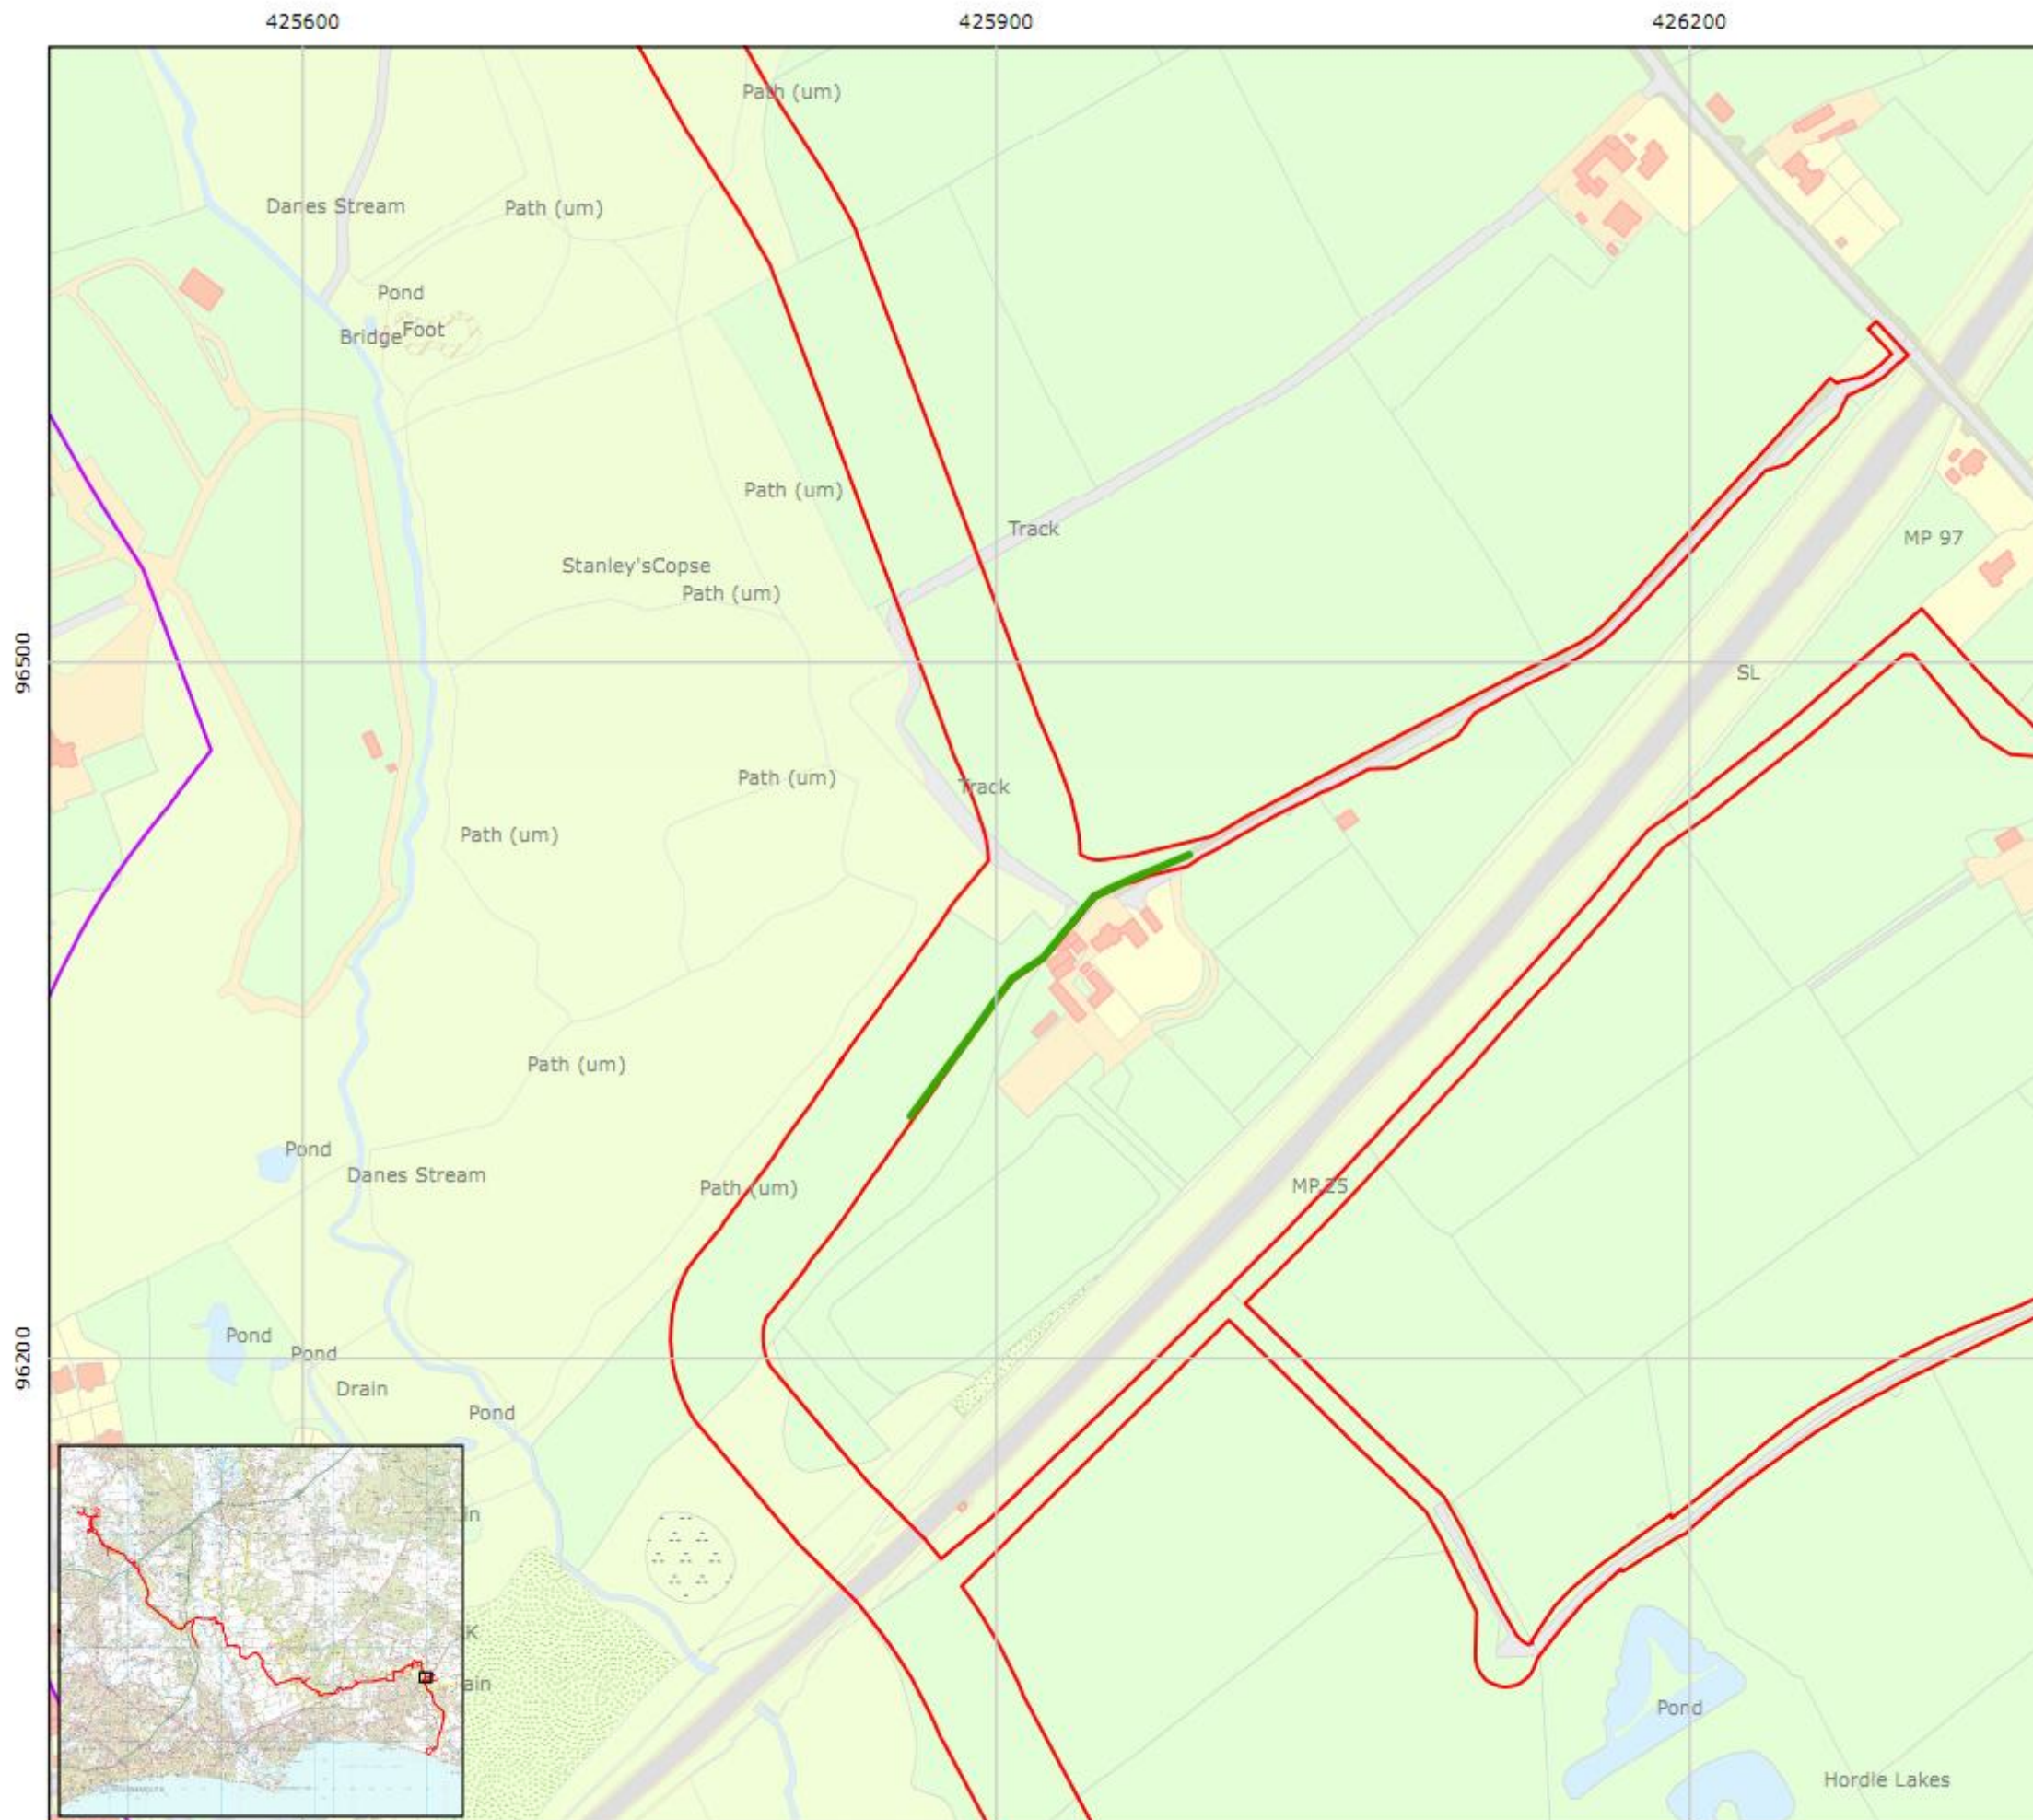 425600
425900
426200
Path (um)
Danes Stream
Path (um)
Pond
Foot
Bridge
Path (um)
Track
MP 97
Stanley'sCopse
Path (um)
96500
SL
Path (um)
Track
Path (um)
Path (um)
Pond
Danes Stream
Path (um)
MP.25
Pond
Pond
96200
Drain
Pond
in
K
ain
Pond
Hordle Lakes